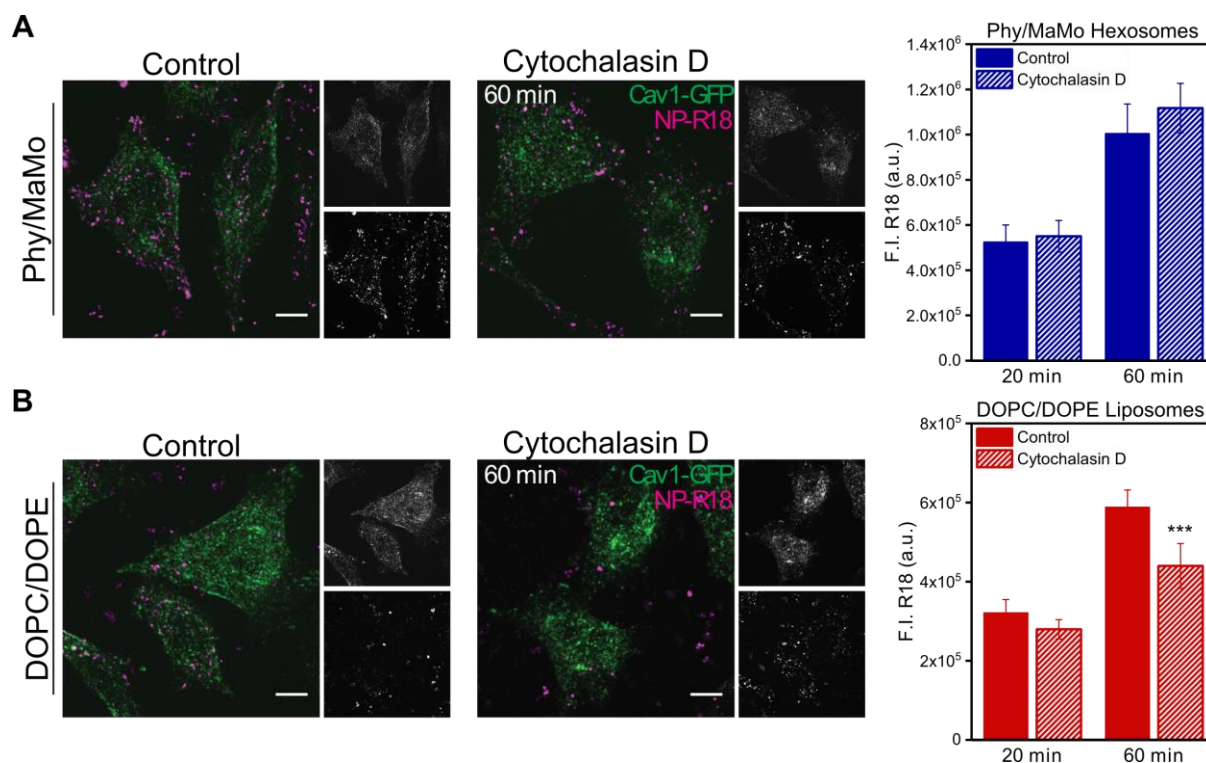 A
Control
Cytochalasin D
Phy/MaMo
60 min
Cav1-GFP
NP-R18
Phy/MaMo Hexosomes
Control
Cytochalasin D
F.I. R18 (a.u.)
1.4x10⁶
1.2x10⁶
1.0x10⁶
8.0x10⁵
6.0x10⁵
4.0x10⁵
2.0x10⁵
0.0
20 min 60 min
B
Control
Cytochalasin D
DOPC/DOPE
60 min
Cav1-GFP
NP-R18
DOPC/DOPE Liposomes
Control
Cytochalasin D
F.I. R18 (a.u.)
8x10⁵
6x10⁵
4x10⁵
2x10⁵
0
***
20 min 60 min